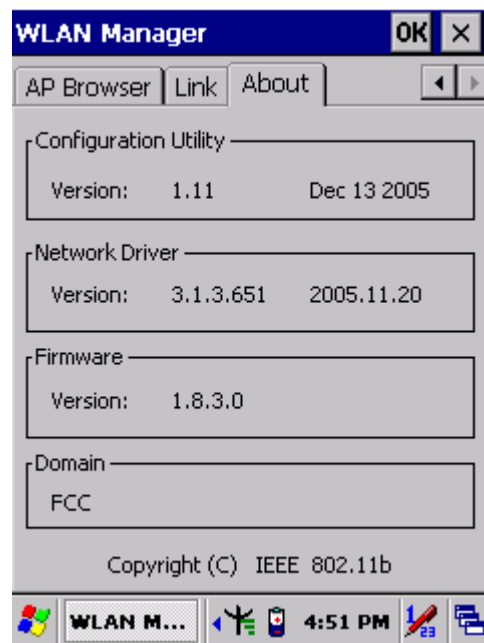 WLAN Manager OK ×
AP Browser Link About
Configuration Utility
Version: 1.11 Dec 13 2005
Network Driver
Version: 3.1.3.651 2005.11.20
Firmware
Version: 1.8.3.0
Domain
FCC
Copyright (C) IEEE 802.11b
WLAN M... 4:51 PM 1 23